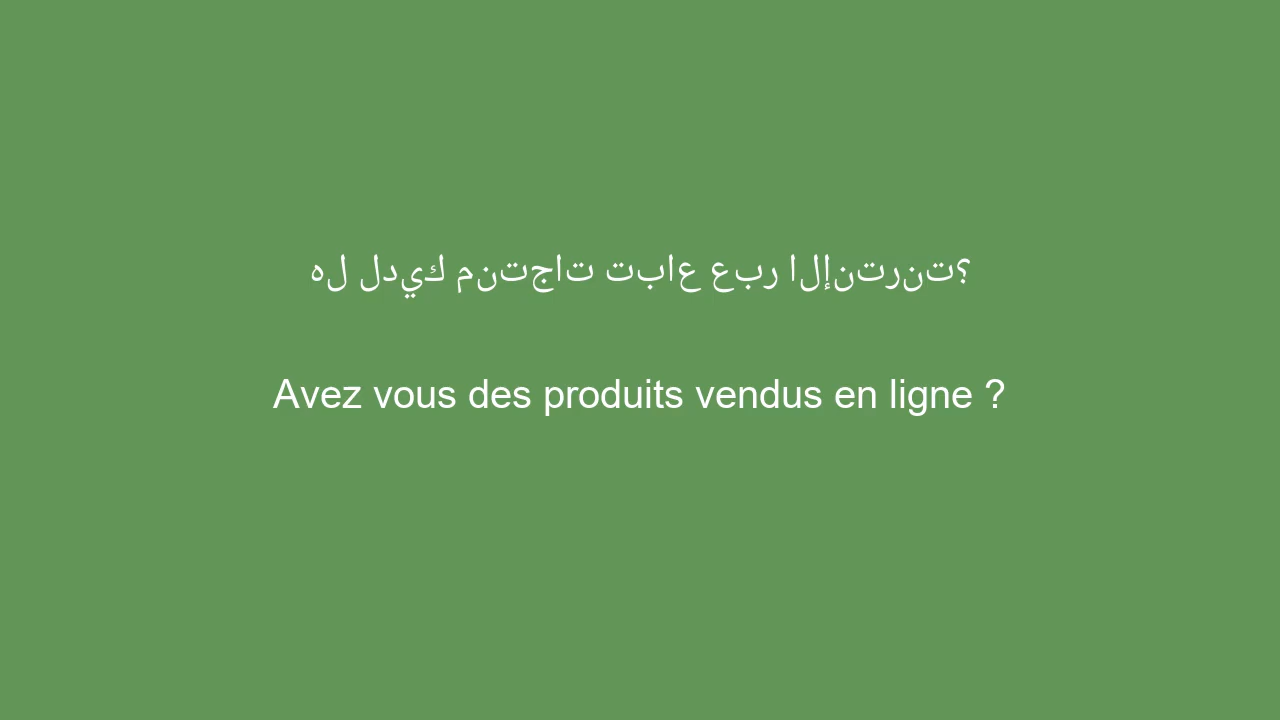 هل لديك منتجات تباع عبر الإنترنت؟
Avez vous des produits vendus en ligne ?